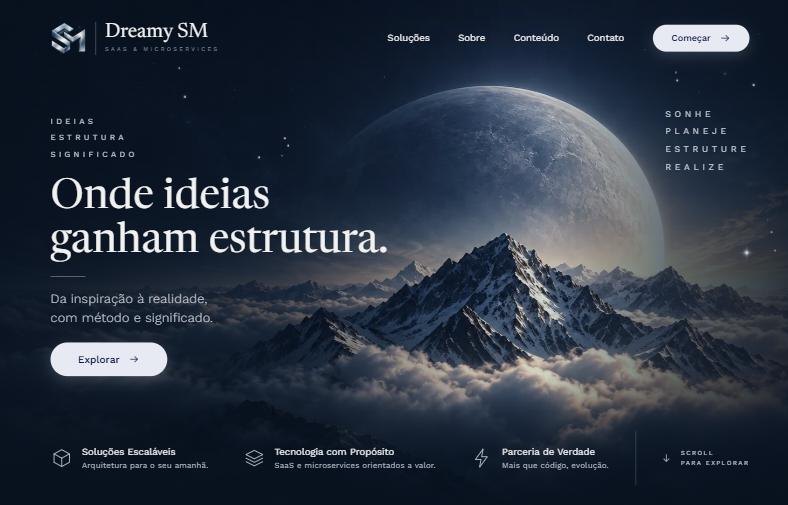 Dreamy SM
SAAS & MICROSERVICES
Soluções
Sobre
Conteúdo
Contato
Começar
IDEIAS
ESTRUTURA
SIGNIFICADO
SONHE
PLANEJE
ESTRUTURE
REALIZE
Onde ideias
ganham estrutura.
Da inspiração à realidade,
com método e significado.
Explorar
Soluções Escaláveis
Arquitetura para o seu amanhã.
Tecnologia com Propósito
SaaS e microservices orientados a valor.
Parceria de Verdade
Mais que código, evolução.
SCROLL
PARA EXPLORAR